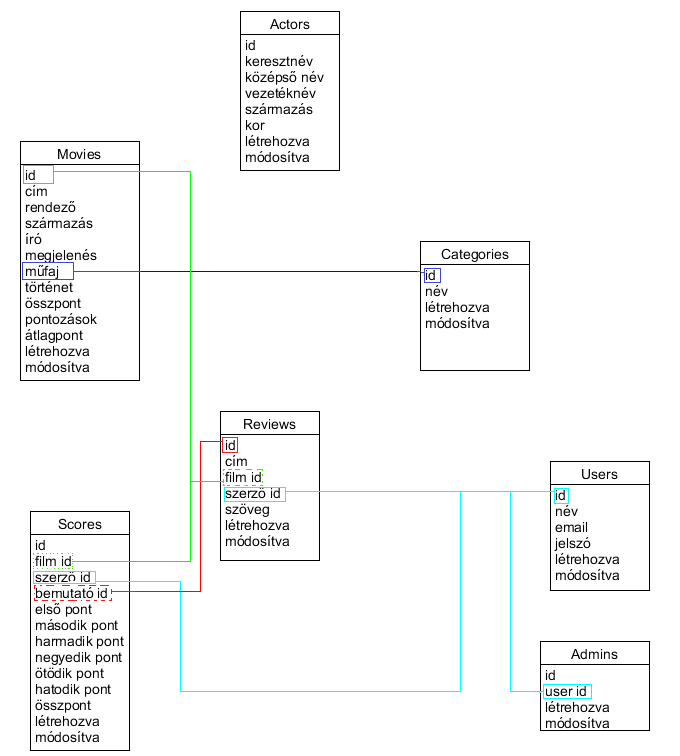 Actors
id
keresztnév
középső név
vezetéknév
származás
kor
létrehozva
módosítva
Movies
id
cím
rendező
származás
író
megjelenés
műfaj
történet
összpont
pontozások
átlagpont
létrehozva
módosítva
Categories
id
név
létrehozva
módosítva
Reviews
id
cím
film id
szerző id
szöveg
létrehozva
módosítva
Users
id
név
email
jelszó
létrehozva
módosítva
Scores
id
film id
szerző id
bemutató id
első pont
második pont
harmadik pont
negyedik pont
ötödik pont
hatodik pont
összpont
létrehozva
módosítva
Admins
id
user id
létrehozva
módosítva